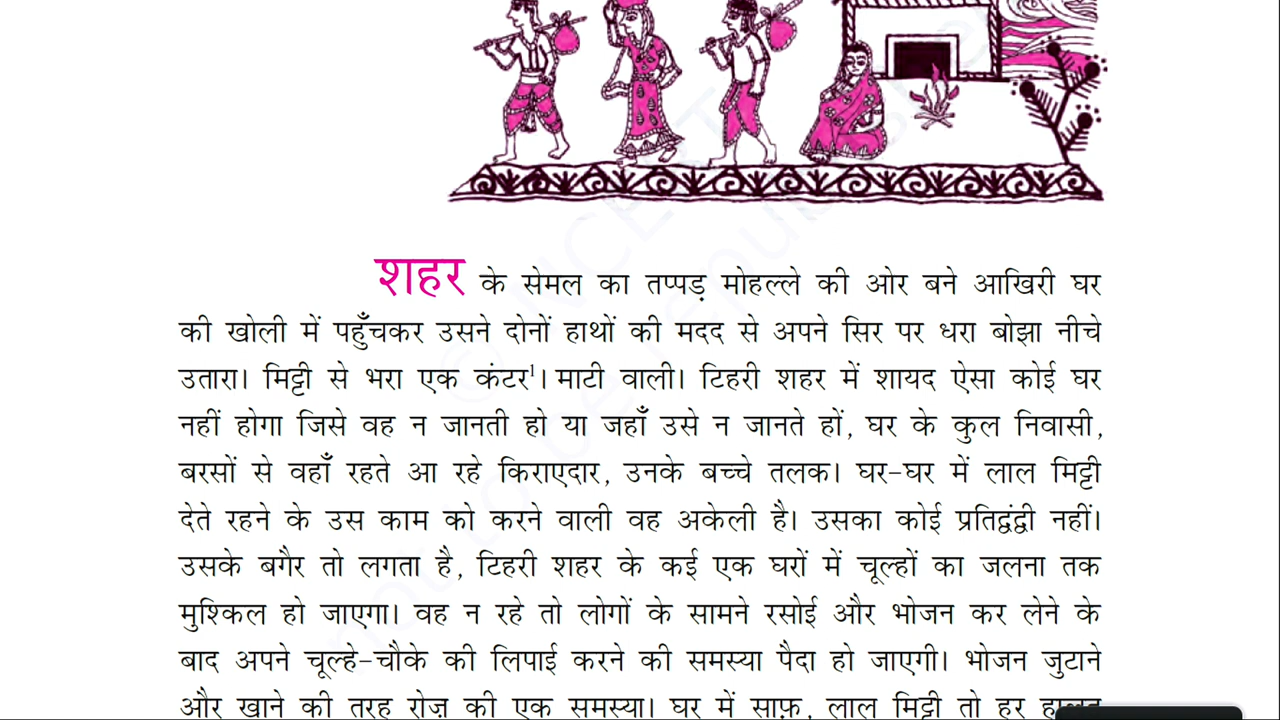 शहर के सेमल का तप्पड़ मोहल्ले की ओर बने आखिरी घर
की खोली में पहुँचकर उसने दोनों हाथों की मदद से अपने सिर पर धरा बोझा नीचे
उतारा। मिट्टी से भरा एक कंटर¹। माटी वाली। टिहरी शहर में शायद ऐसा कोई घर
नहीं होगा जिसे वह न जानती हो या जहाँ उसे न जानते हों, घर के कुल निवासी,
बरसों से वहाँ रहते आ रहे किराएदार, उनके बच्चे तलक। घर-घर में लाल मिट्टी
देते रहने के उस काम को करने वाली वह अकेली है। उसका कोई प्रतिद्वंद्वी नहीं।
उसके बगैर तो लगता है, टिहरी शहर के कई एक घरों में चूल्हों का जलना तक
मुश्किल हो जाएगा। वह न रहे तो लोगों के सामने रसोई और भोजन कर लेने के
बाद अपने चूल्हे-चौके की लिपाई करने की समस्या पैदा हो जाएगी। भोजन जुटाने
और खाने की तरह रोज़ की एक समस्या। घर में साफ़, लाल मिट्टी तो हर